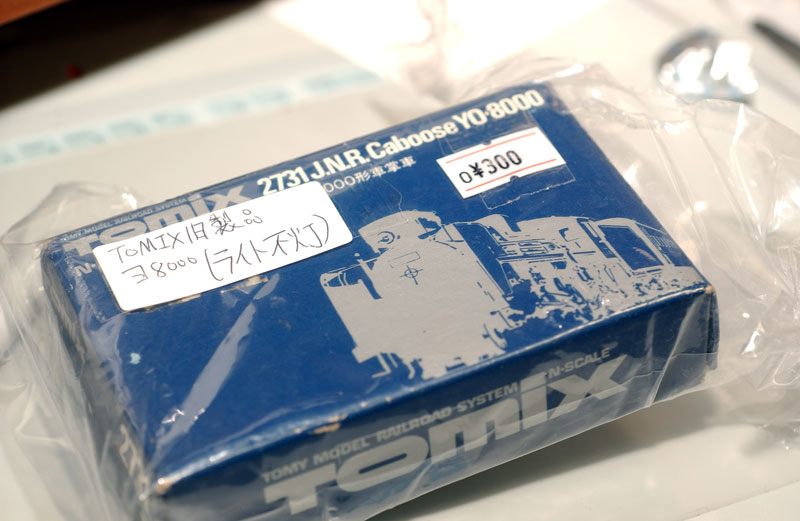 2731 J.N.R. Caboose YO-8000
000形車掌車
O ¥300
Tomix
N-
TOMIX旧製品
ヨ8000(ライト不灯)
TOMY MODEL RAILROAD SYSTEM N-SCALE
Tomix